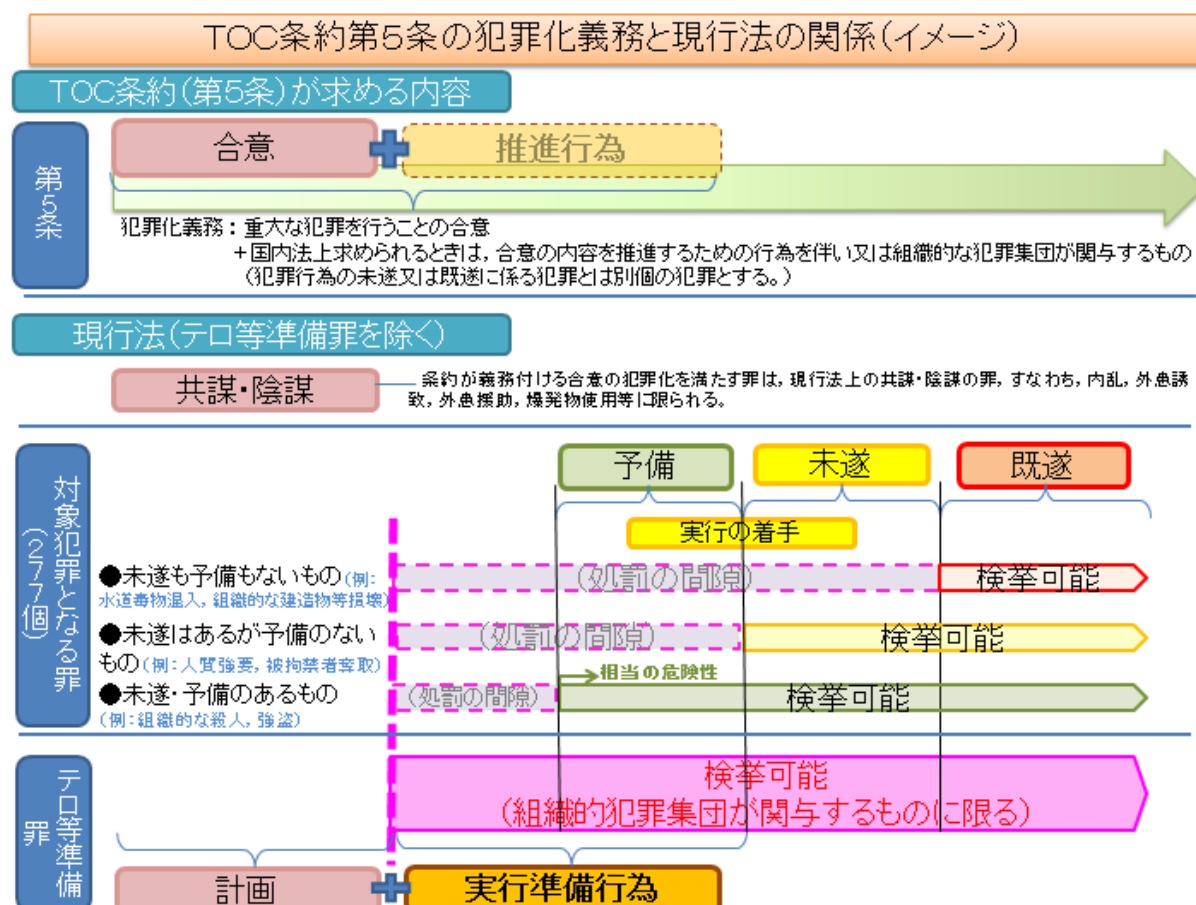 TOC条約第5条の犯罪化義務と現行法の関係(イメージ)
TOC条約(第5条)が求める内容
第5条
合意
推進行為
犯罪化義務:重大な犯罪を行うことの合意
+国内法上求められるときは,合意の内容を推進するための行為を伴い又は組織的な犯罪集団が関与するもの
(犯罪行為の未遂又は既遂に係る犯罪とは別個の犯罪とする。)
現行法(テロ等準備罪を除く)
共謀・陰謀
条約が義務付ける合意の犯罪化を満たす罪は,現行法上の共謀・陰謀の罪,すなわち,内乱,外患誘
致,外患援助,爆発物使用等に限られる。
対象犯罪となる罪
(277個)
予備
未遂
既遂
実行の着手
●未遂も予備もないもの(例:
水道毒物混入,組織的な建造物等損壊)
(処罰の間隙)
検挙可能
●未遂はあるが予備のない
もの(例:人質強要,被拘禁者奪取)
(処罰の間隙)
検挙可能
相当の危険性
●未遂・予備のあるもの
(例:組織的な殺人,強盗)
(処罰の間隙)
検挙可能
テロ等準備
罪
検挙可能
(組織的犯罪集団が関与するものに限る)
計画
実行準備行為